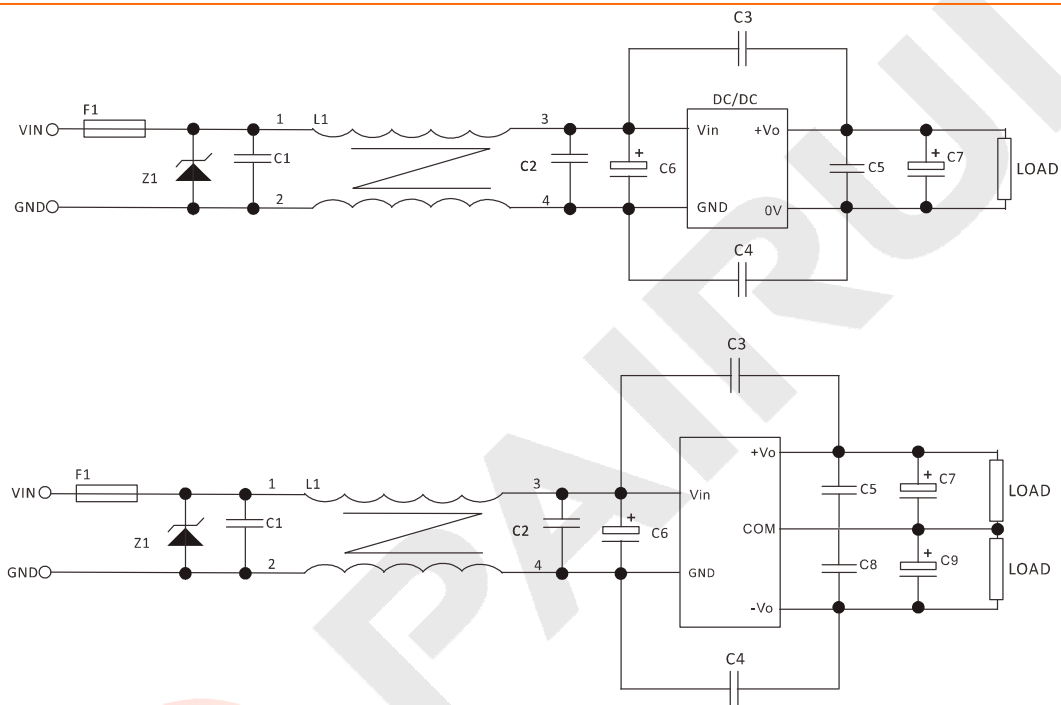 C3
DC/DC
F1
VIN
1
L1
3
Vin
+Vo
Z1
C1
C2
+
C6
C5
+
C7
LOAD
GND
2
4
GND
0V
C4
C3
F1
VIN
1
L1
3
Vin
+Vo
Z1
C1
C2
+
C6
COM
C5
+
C7
LOAD
GND
2
4
GND
-Vo
C8
+
C9
LOAD
C4
PAIRUI